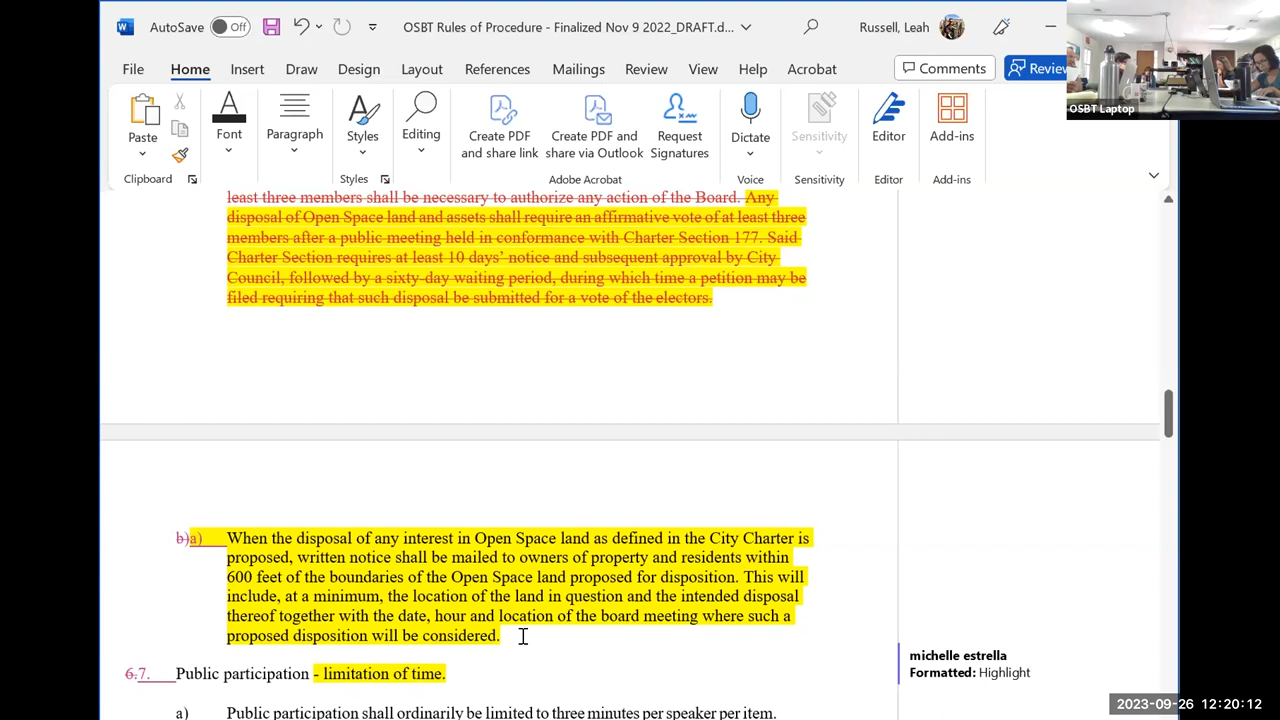 AutoSave Off OSBT Rules of Procedure - Finalized Nov 9 2022_DRAFT.d... Russell, Leah
File Home Insert Draw Design Layout References Mailings Review View Help Acrobat Comments Review
OSBT Laptop
Paste Font Paragraph Styles Editing Create PDF and share link Create PDF and share via Outlook Request Signatures Dictate Sensitivity Editor Add-ins
Clipboard Styles Adobe Acrobat Voice Sensitivity Editor Add-ins
least three members shall be necessary to authorize any action of the Board. Any
disposal of Open Space land and assets shall require an affirmative vote of at least three
members after a public meeting held in conformance with Charter Section 177. Said
Charter Section requires at least 10 days' notice and subsequent approval by City
Council, followed by a sixty-day waiting period, during which time a petition may be
filed requiring that such disposal be submitted for a vote of the electors.
b)a) When the disposal of any interest in Open Space land as defined in the City Charter is
proposed, written notice shall be mailed to owners of property and residents within
600 feet of the boundaries of the Open Space land proposed for disposition. This will
include, at a minimum, the location of the land in question and the intended disposal
thereof together with the date, hour and location of the board meeting where such a
proposed disposition will be considered.
michelle estrella
Formatted: Highlight
6.7. Public participation - limitation of time.
a) Public participation shall ordinarily be limited to three minutes per speaker per item.
2023-09-26 12:20:12